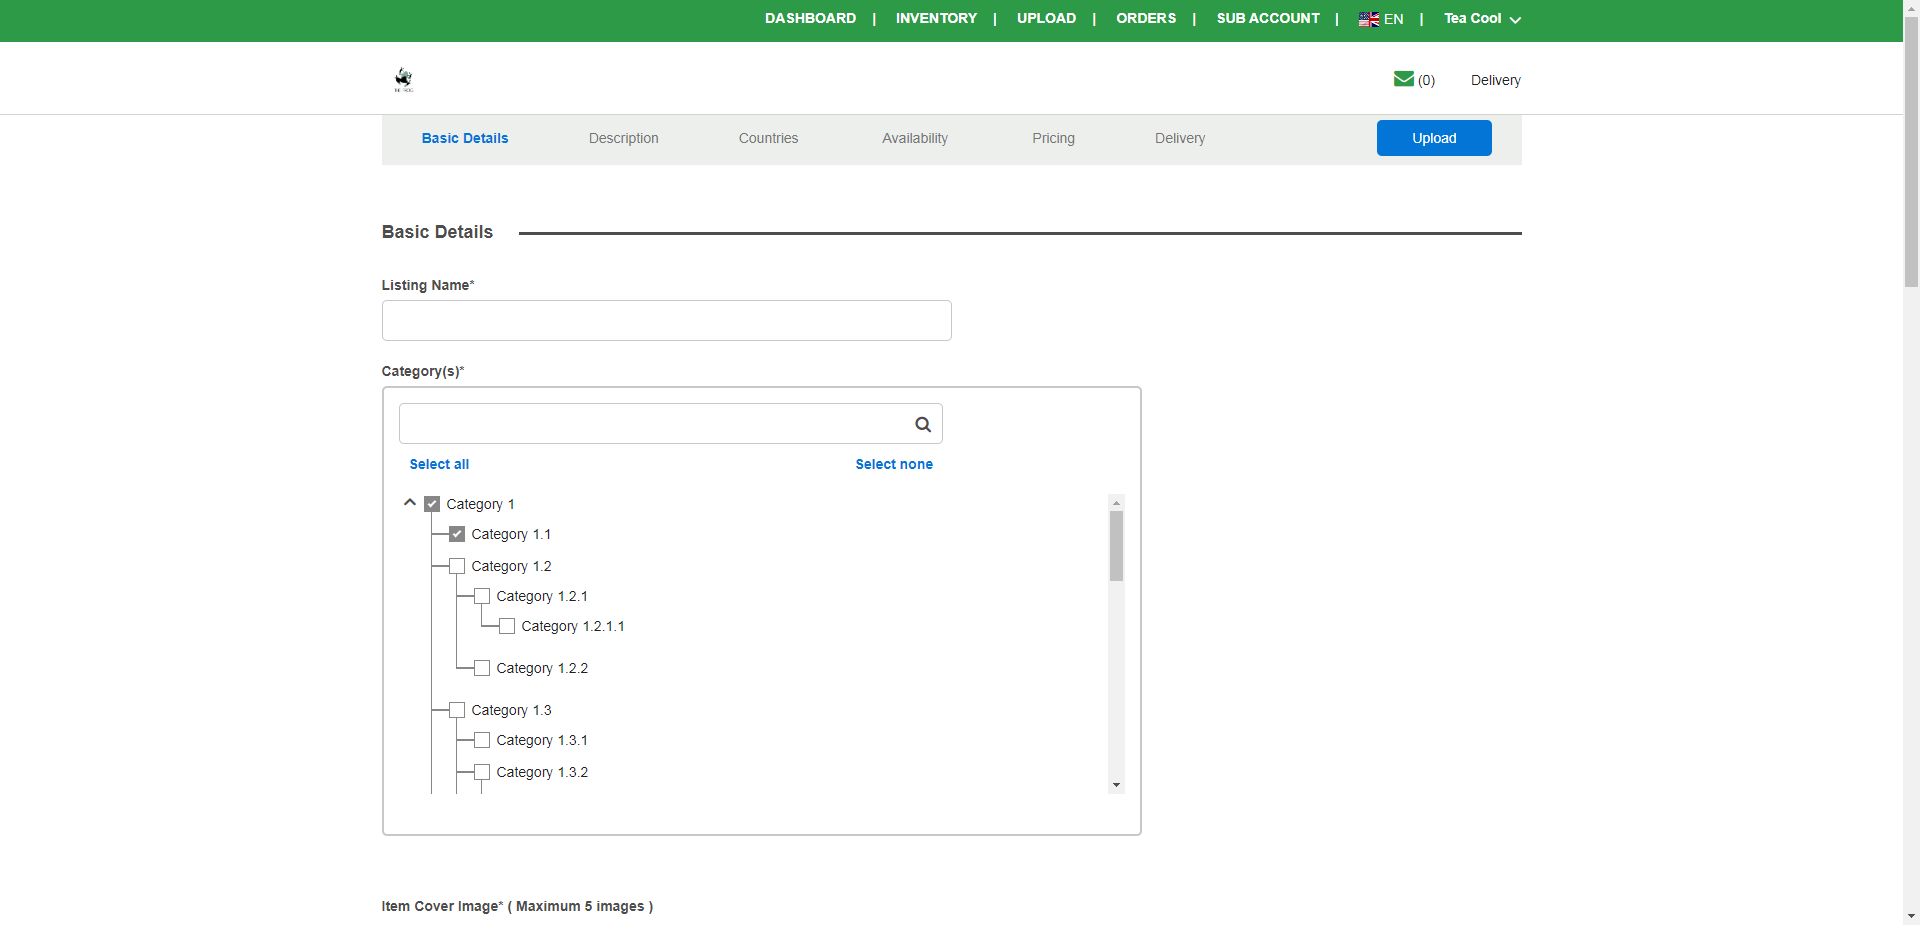 DASHBOARD | INVENTORY | UPLOAD | ORDERS | SUB ACCOUNT | EN | Tea Cool
(0) Delivery
Basic Details Description Countries Availability Pricing Delivery Upload
Basic Details
Listing Name*
Category(s)*
Select all Select none
Category 1
Category 1.1
Category 1.2
Category 1.2.1
Category 1.2.1.1
Category 1.2.2
Category 1.3
Category 1.3.1
Category 1.3.2
Item Cover Image* ( Maximum 5 images )